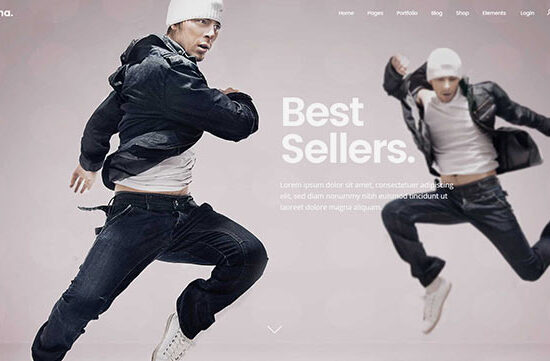 na.
Home Pages Portfolio Blog Shop Elements Login
Best
Sellers.
Lorem ipsum dolor sit amet, consectetuer adipiscing
elit, sed diam nonummy nibh euismod tincidunt ut
laoreet dolore magna aliquam